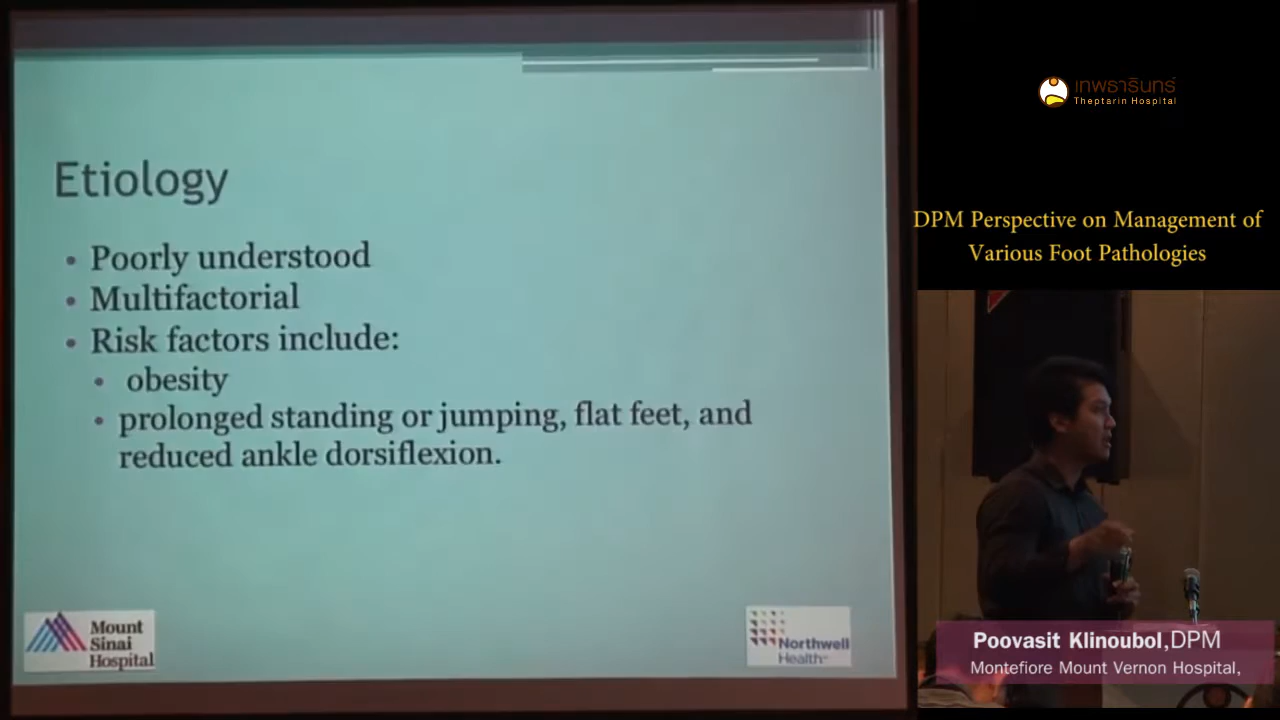 Etiology
• Poorly understood
• Multifactorial
• Risk factors include:
• obesity
• prolonged standing or jumping, flat feet, and
reduced ankle dorsiflexion.
Mount
Sinai
Hospital
Northwell
Health
เทพธารินทร์
Theptarin Hospital
DPM Perspective on Management of
Various Foot Pathologies
Poovasit Klinoubol,DPM
Montefiore Mount Vernon Hospital,